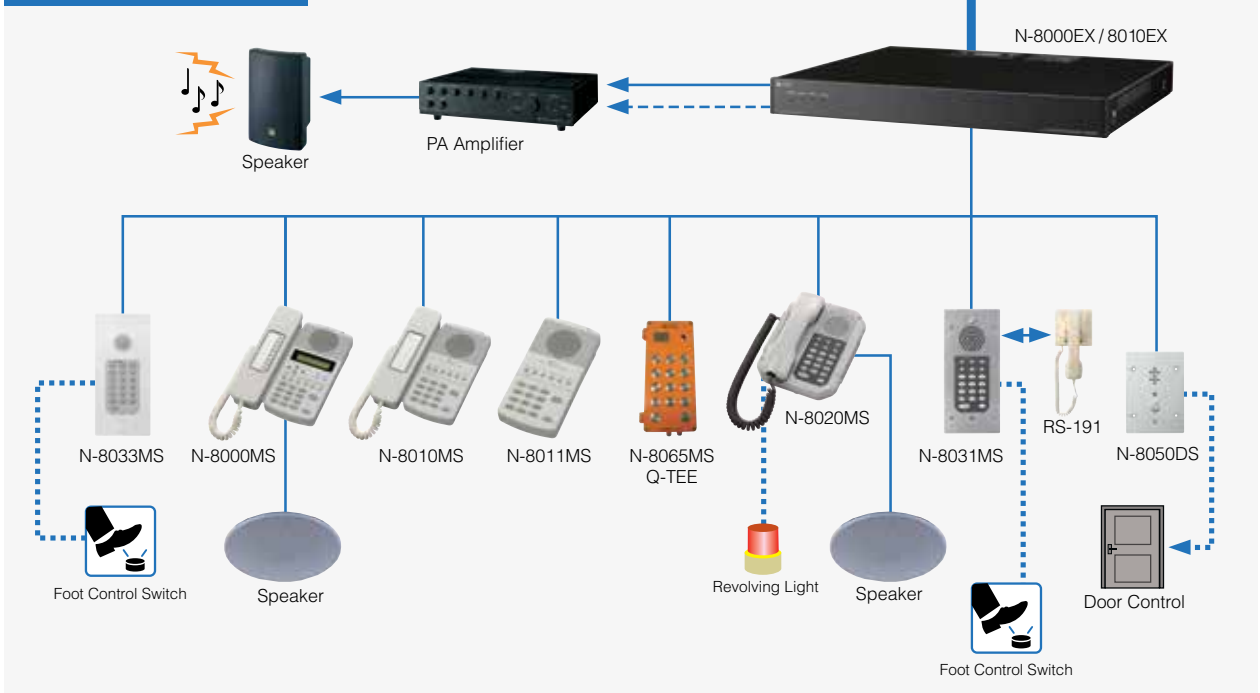 N-8000EX / 8010EX
PA Amplifier
Speaker
N-8033MS
N-8000MS
N-8010MS
N-8011MS
N-8065MS
Q-TEE
N-8020MS
N-8031MS
RS-191
N-8050DS
Foot Control Switch
Speaker
Revolving Light
Speaker
Door Control
Foot Control Switch